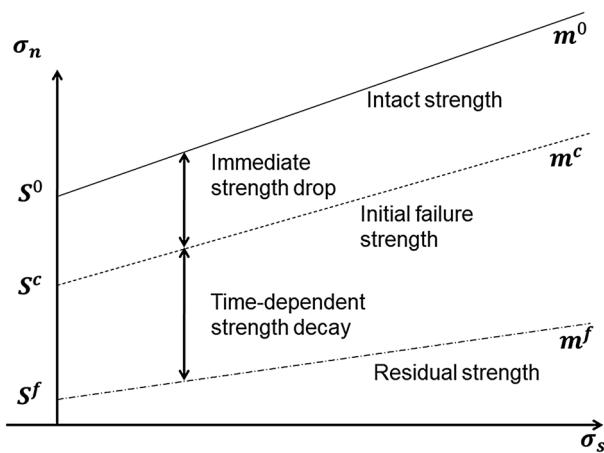 σₙ
m⁰
Intact strength
Immediate
strength drop
mᶜ
S⁰
Initial failure
strength
Sᶜ
Time-dependent
strength decay
mᶠ
Residual strength
Sᶠ
σₛ